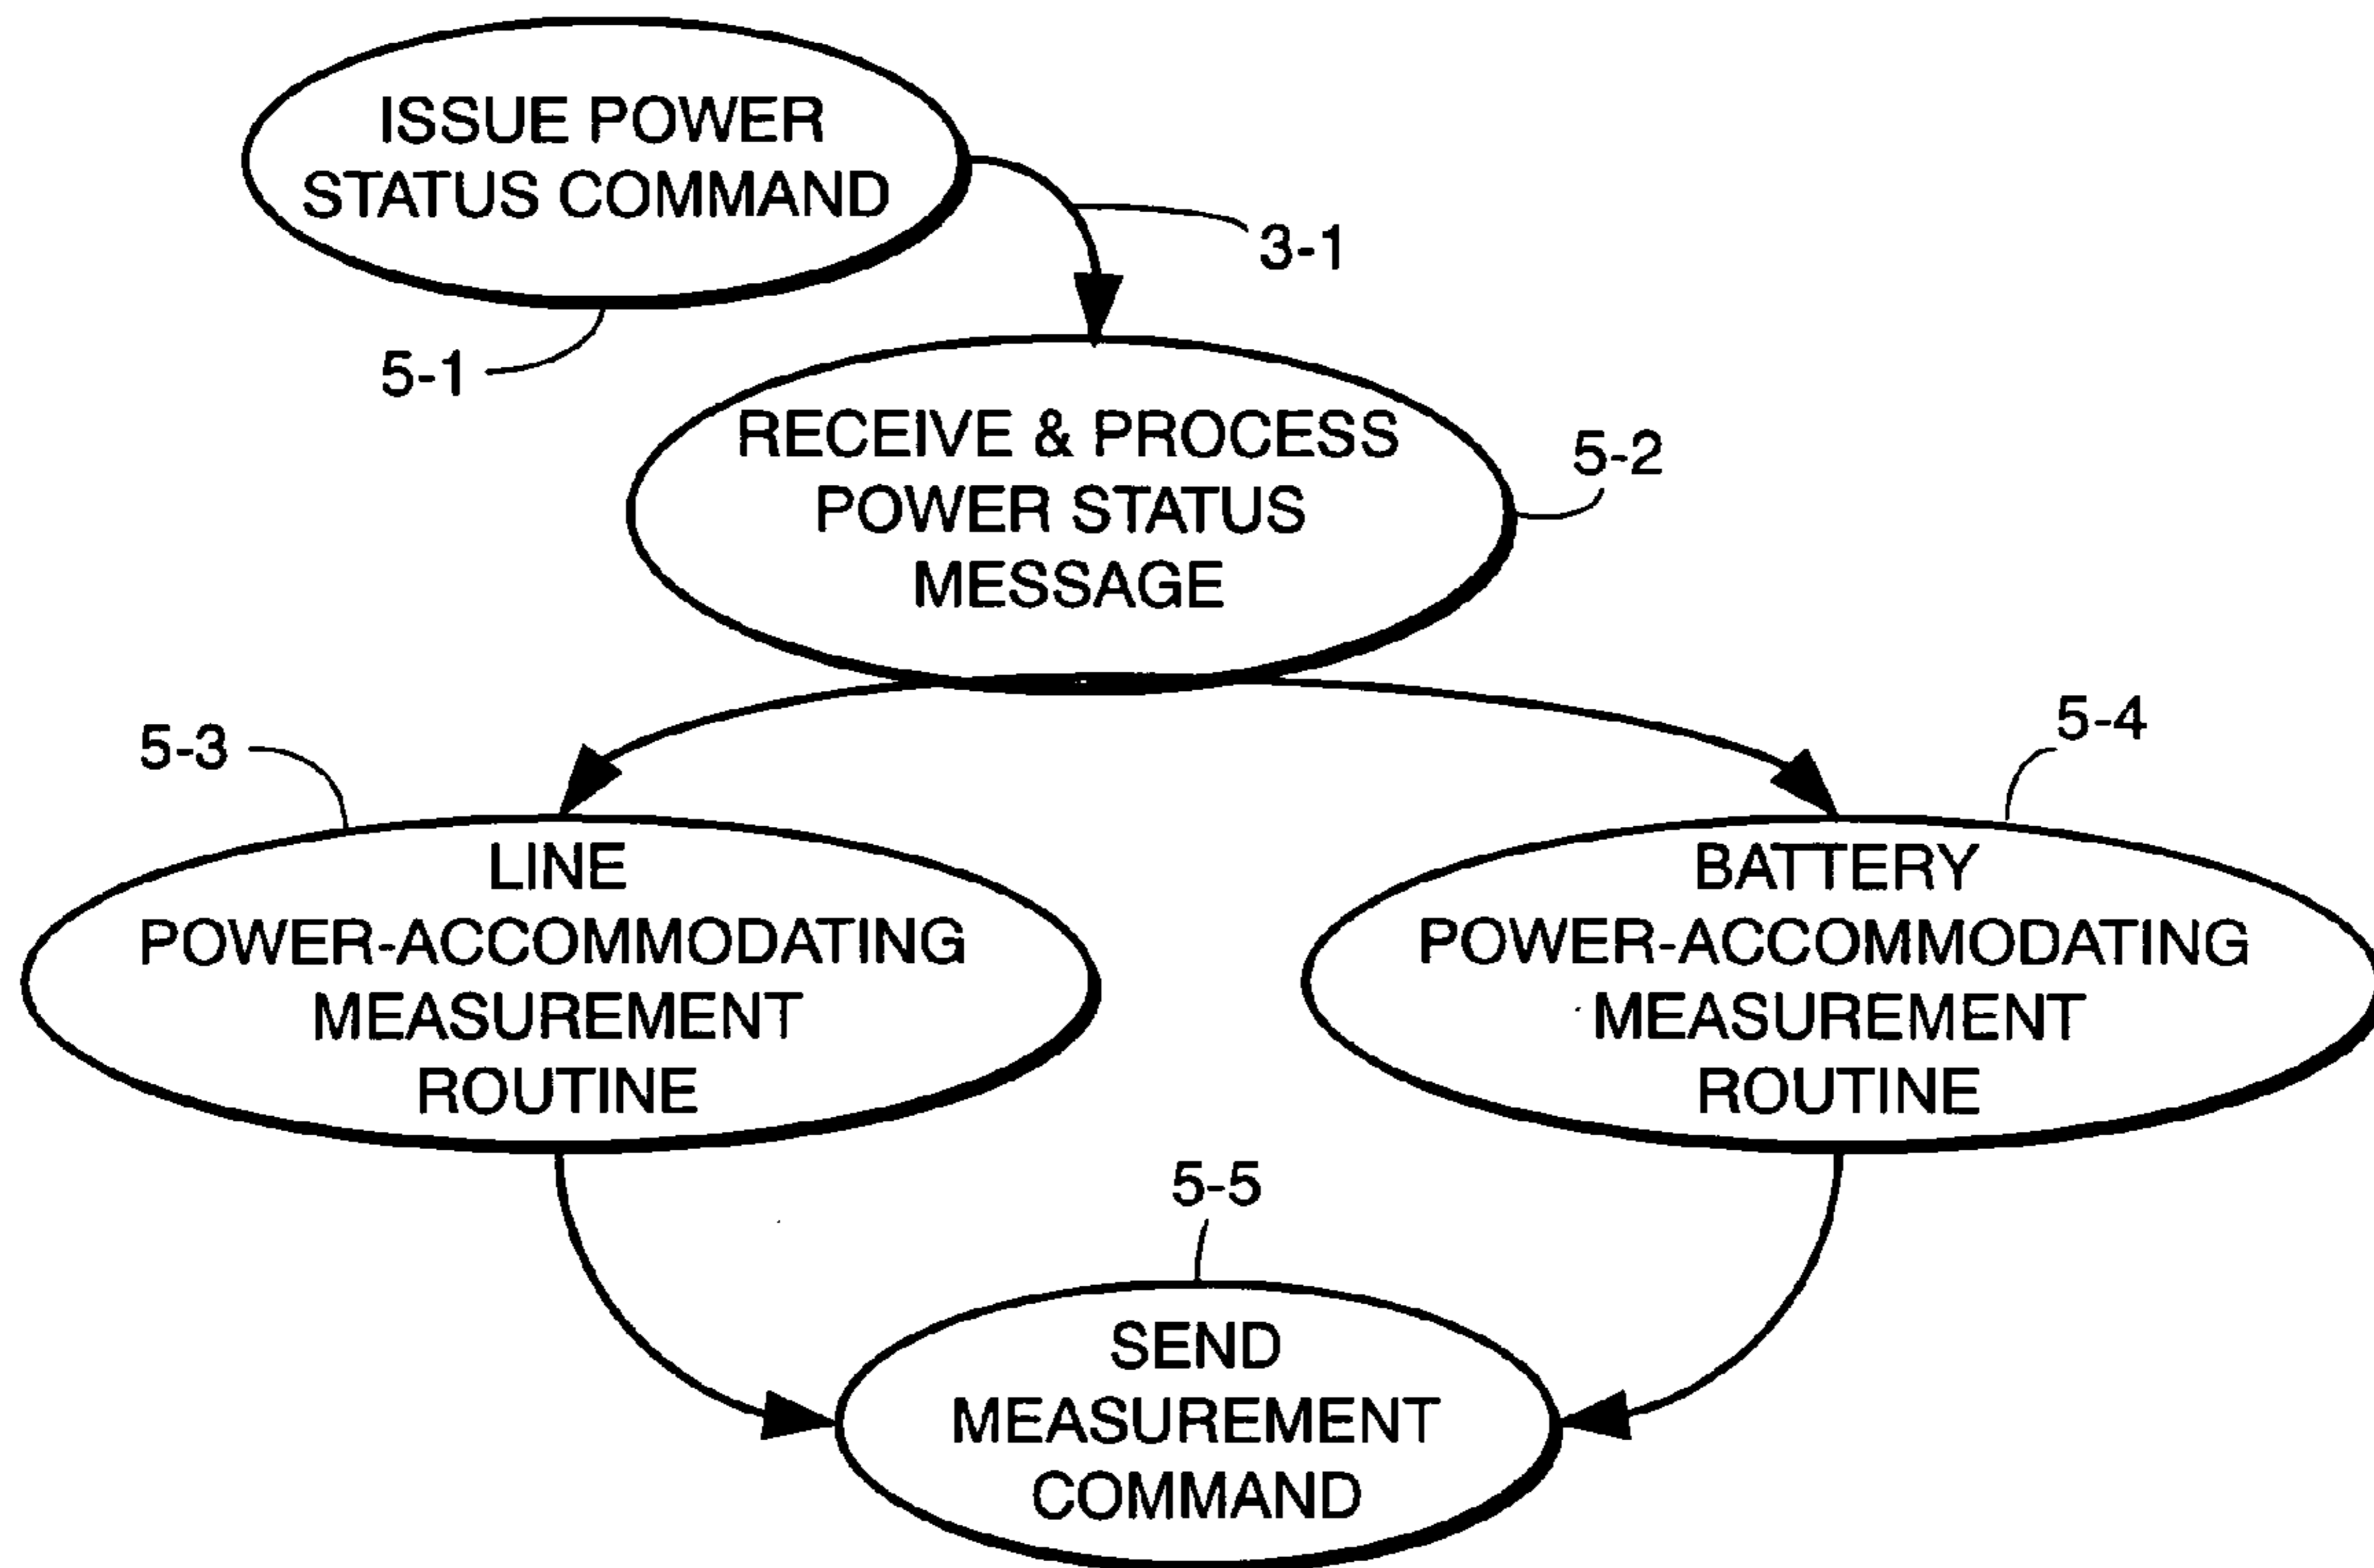 ISSUE POWER
STATUS COMMAND
3-1
5-1
RECEIVE & PROCESS
POWER STATUS
MESSAGE
5-2
5-3
5-4
LINE
POWER-ACCOMMODATING
MEASUREMENT
ROUTINE
BATTERY
POWER-ACCOMMODATING
MEASUREMENT
ROUTINE
5-5
SEND
MEASUREMENT
COMMAND